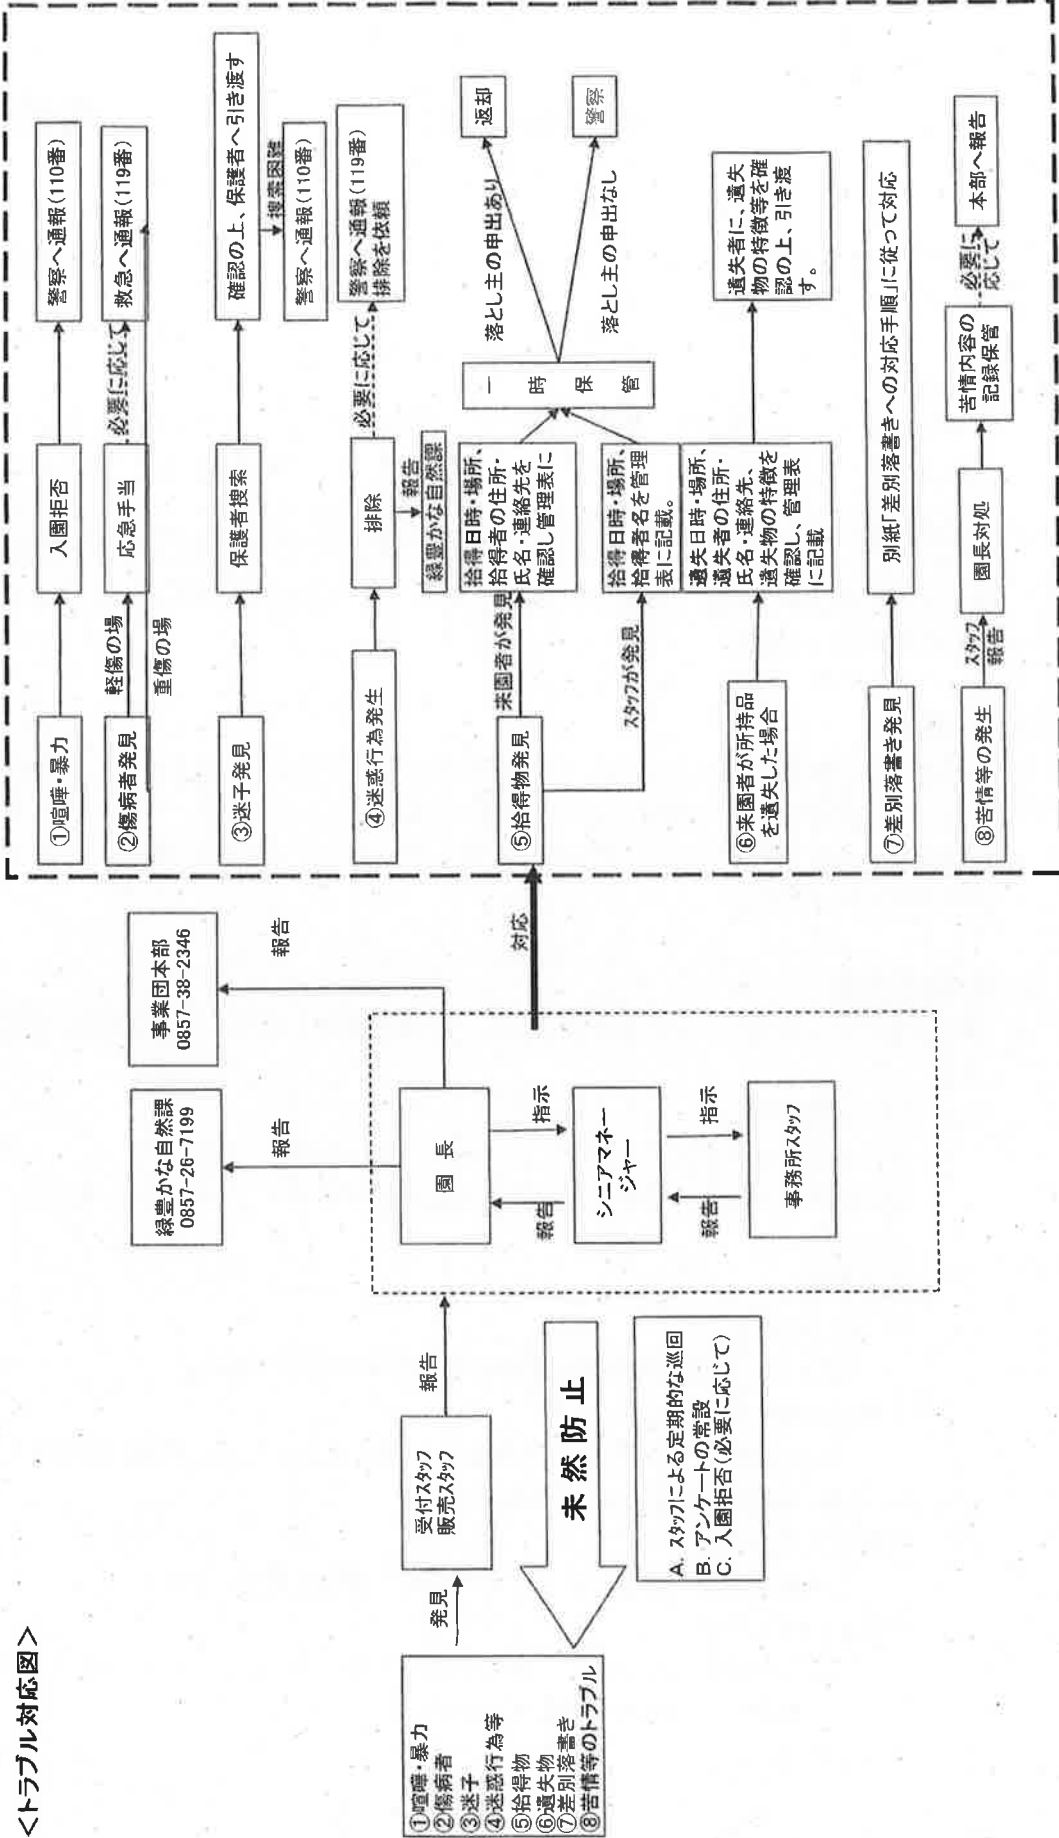 ＜トラブル対応図＞
①喧嘩・暴力
②傷病者
③迷子
④迷惑行為等
⑤拾得物
⑥遺失物
⑦差別落書き
⑧苦情等のトラブル
発見
受付スタッフ
販売スタッフ
報告
未然防止
A. スタッフによる定期的な巡回
B. アンケートの常設
C. 入園拒否(必要に応じて)
緑豊かな自然課
0857-26-7199
報告
事業団本部
0857-38-2346
報告
園 長
報告
指示
シニアマネー
ジャー
報告
指示
事務所スタッフ
対応
①喧嘩・暴力
入園拒否
警察へ通報(110番)
②傷病者発見
軽傷の場
重傷の場
応急手当
必要に応じて
救急へ通報(119番)
③迷子発見
保護者捜索
確認の上、保護者へ引き渡す
捜索困難
警察へ通報(110番)
④迷惑行為発生
排除
報告
緑豊かな自然課
必要に応じて
警察へ通報(119番)
排除を依頼
⑤拾得物発見
来園者が発見
拾得日時・場所、
拾得者の住所・
氏名・連絡先を
確認し管理表に
スタッフが発見
拾得日時・場所、
拾得者名を管理
表に記載。
一時保管
落とし主の申出あり
返却
落とし主の申出なし
警察
⑥来園者が所持品
を遺失した場合
遺失日時・場所、
遺失者の住所・
氏名・連絡先、
遺失物の特徴を
確認し、管理表
に記載
遺失者に、遺失
物の特徴等を確
認の上、引き渡
す。
⑦差別落書き発見
別紙「差別落書きへの対応手順」に従って対応
⑧苦情等の発生
スタッフ
報告
園長対処
苦情内容の
記録保管
必要に
応じて
本部へ報告